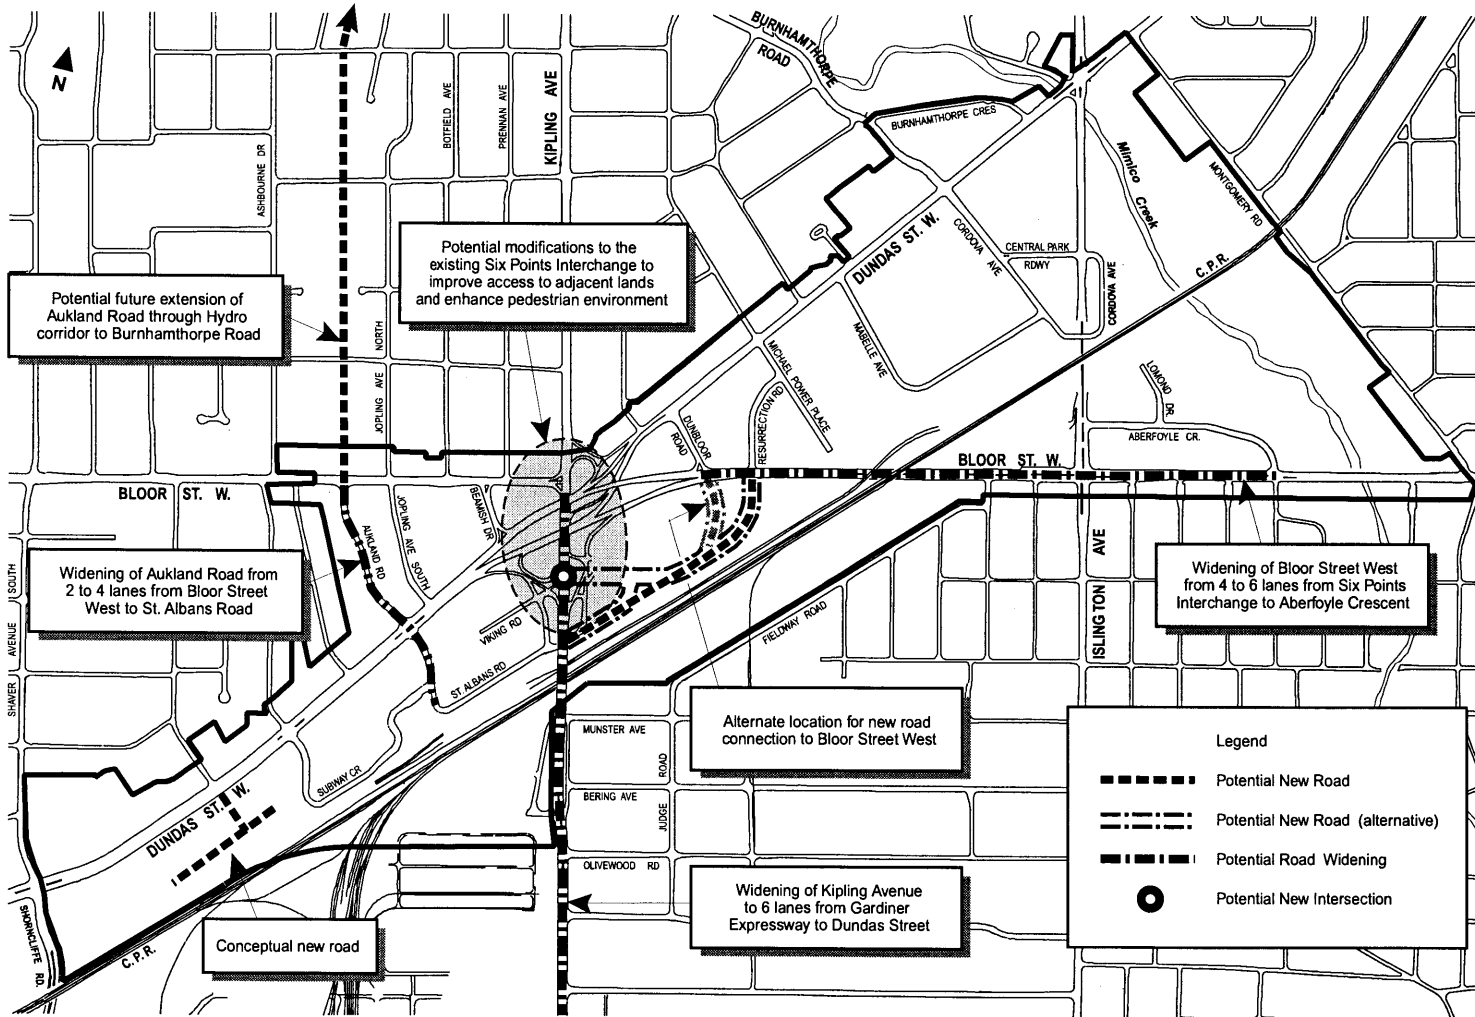 N
BURNHAMTHORPE
ROAD
KIPLING AVE
BOTFIELD AVE
PRENNAN AVE
ASHBOURNE DR
BURNHAMTHORPE CRES
Mimico
Creek
MONTGOMERY RD
DUNDAS ST. W.
CORDOVA AVE
CENTRAL PARK
RDWY
CORDOVA AVE
C.P.R.
Potential modifications to the
existing Six Points Interchange to
improve access to adjacent lands
and enhance pedestrian environment
Potential future extension of
Aukland Road through Hydro
corridor to Burnhamthorpe Road
JOPLING AVE NORTH
MABELLE AVE
MICHAEL POWER PLACE
RESURRECTION RD
DUNBLOOR
ROAD
LOMOND DR.
ABERFOYLE CR.
BLOOR ST. W.
BLOOR ST. W.
JOPLING AVE SOUTH
BEAMISH DR
AUKLAND RD
Widening of Aukland Road from
2 to 4 lanes from Bloor Street
West to St. Albans Road
SHAVER AVENUE SOUTH
VIKING RD
ST. ALBANS RD
FIELDWAY ROAD
ISLINGTON AVE
Widening of Bloor Street West
from 4 to 6 lanes from Six Points
Interchange to Aberfoyle Crescent
Alternate location for new road
connection to Bloor Street West
MUNSTER AVE
BERING AVE
JUDGE ROAD
OLIVEWOOD RD
SUBWAY CR
DUNDAS ST. W.
SHORNCLIFFE RD.
C.P.R.
Conceptual new road
Widening of Kipling Avenue
to 6 lanes from Gardiner
Expressway to Dundas Street
Legend
Potential New Road
Potential New Road (alternative)
Potential Road Widening
Potential New Intersection